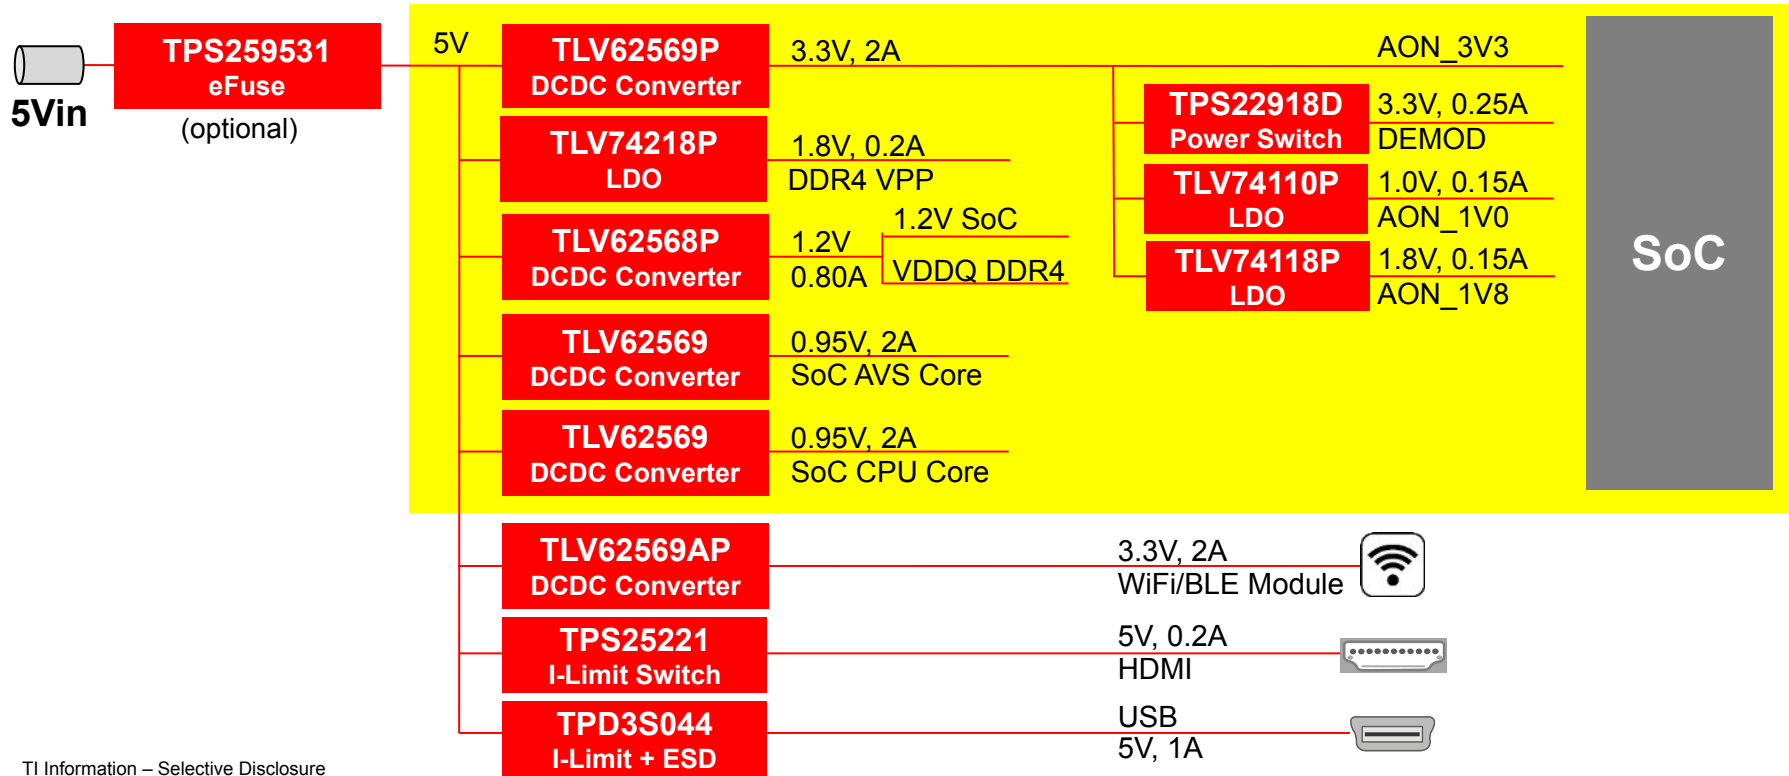 5Vin
TPS259531
eFuse
(optional)
5V
TLV62569P
DCDC Converter
3.3V, 2A
AON_3V3
TPS22918D
Power Switch
3.3V, 0.25A
DEMOD
TLV74218P
LDO
1.8V, 0.2A
DDR4 VPP
TLV74110P
LDO
1.0V, 0.15A
AON_1V0
TLV62568P
DCDC Converter
1.2V
0.80A
1.2V SoC
VDDQ DDR4
TLV74118P
LDO
1.8V, 0.15A
AON_1V8
SoC
TLV62569
DCDC Converter
0.95V, 2A
SoC AVS Core
TLV62569
DCDC Converter
0.95V, 2A
SoC CPU Core
TLV62569AP
DCDC Converter
3.3V, 2A
WiFi/BLE Module
TPS25221
I-Limit Switch
5V, 0.2A
HDMI
TPD3S044
I-Limit + ESD
USB
5V, 1A
TI Information – Selective Disclosure